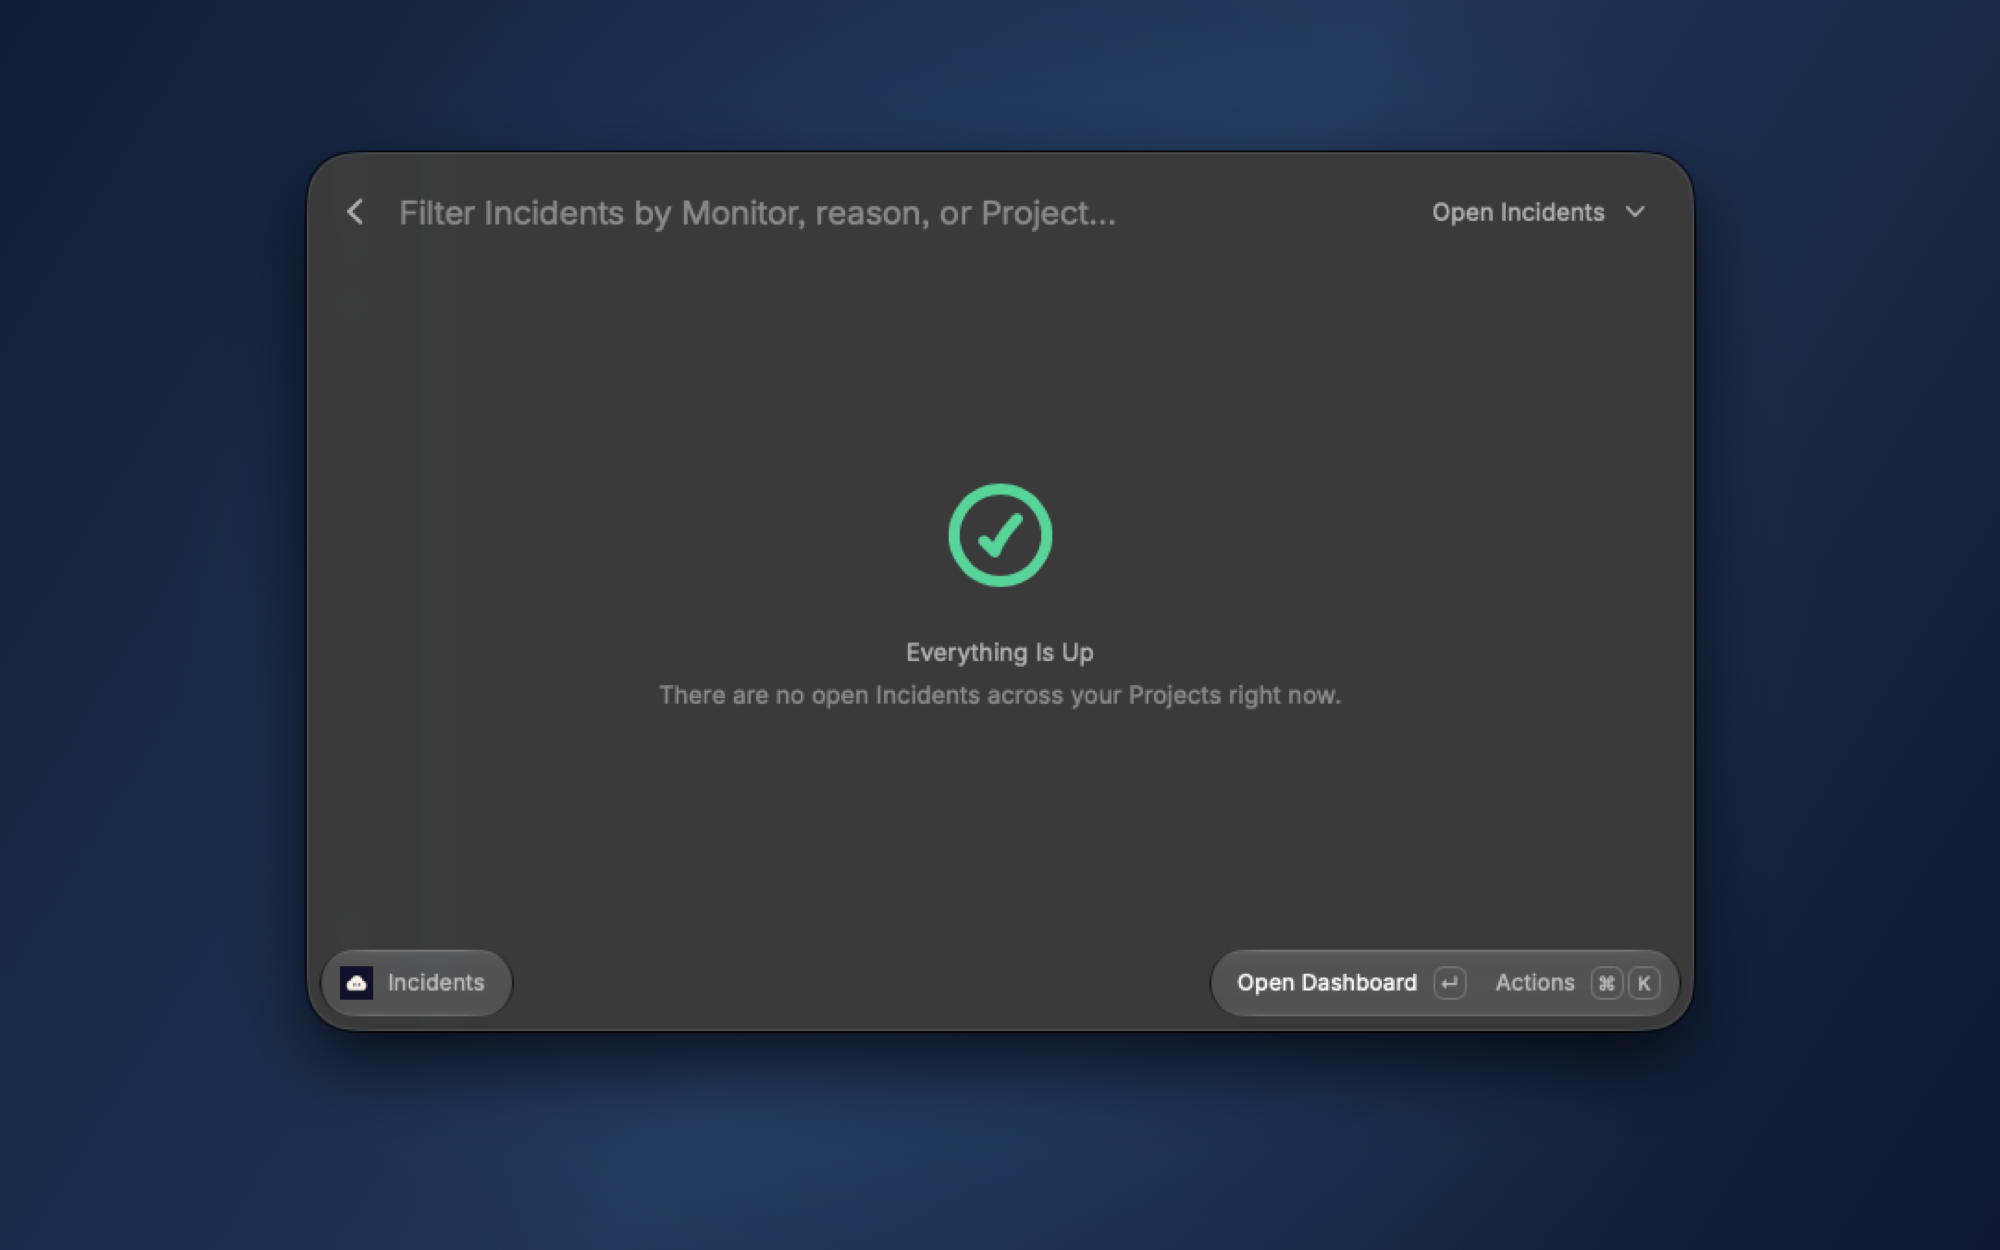 Filter Incidents by Monitor, reason, or Project...
Open Incidents
Everything Is Up
There are no open Incidents across your Projects right now.
Incidents
Open Dashboard ↵ Actions ⌘ K